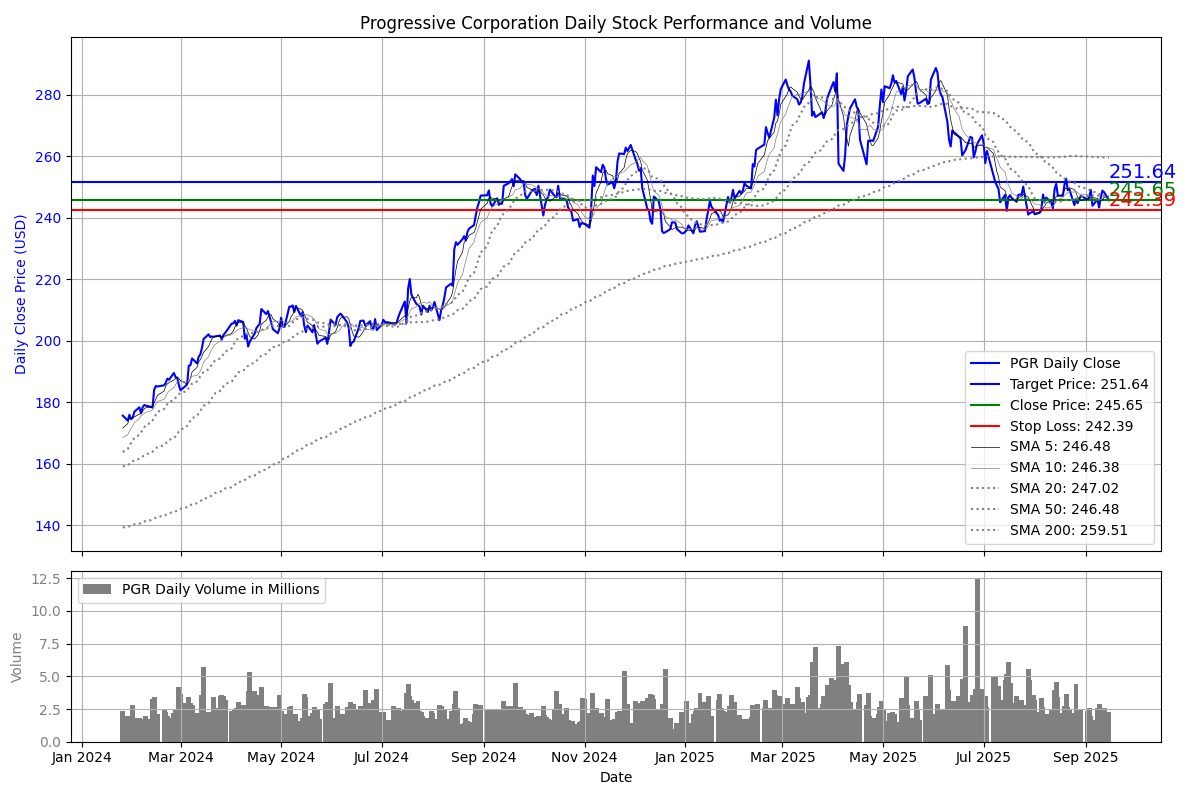 Progressive Corporation Daily Stock Performance and Volume
Daily Close Price (USD)
280
260
240
220
200
180
160
140
251.64
245.65
242.39
PGR Daily Close
Target Price: 251.64
Close Price: 245.65
Stop Loss: 242.39
SMA 5: 246.48
SMA 10: 246.38
SMA 20: 247.02
SMA 50: 246.48
SMA 200: 259.51
Volume
12.5
10.0
7.5
5.0
2.5
0.0
PGR Daily Volume in Millions
Jan 2024 Mar 2024 May 2024 Jul 2024 Sep 2024 Nov 2024 Jan 2025 Mar 2025 May 2025 Jul 2025 Sep 2025
Date